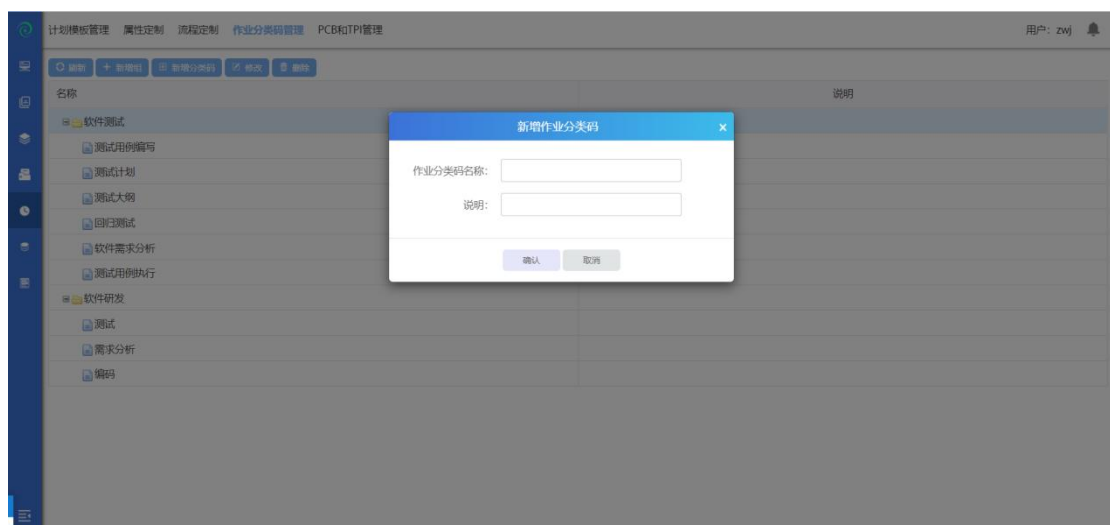 计划模板管理 属性定制 流程定制 作业分类码管理 PCB和TPI管理 用户：zwj
刷新 新增组 新增分类码 修改 删除
名称 说明
软件测试
测试用例编写
测试计划
测试大纲
回归测试
软件需求分析
测试用例执行
软件研发
测试
需求分析
编码
新增作业分类码 x
作业分类码名称：
说明：
确认 取消